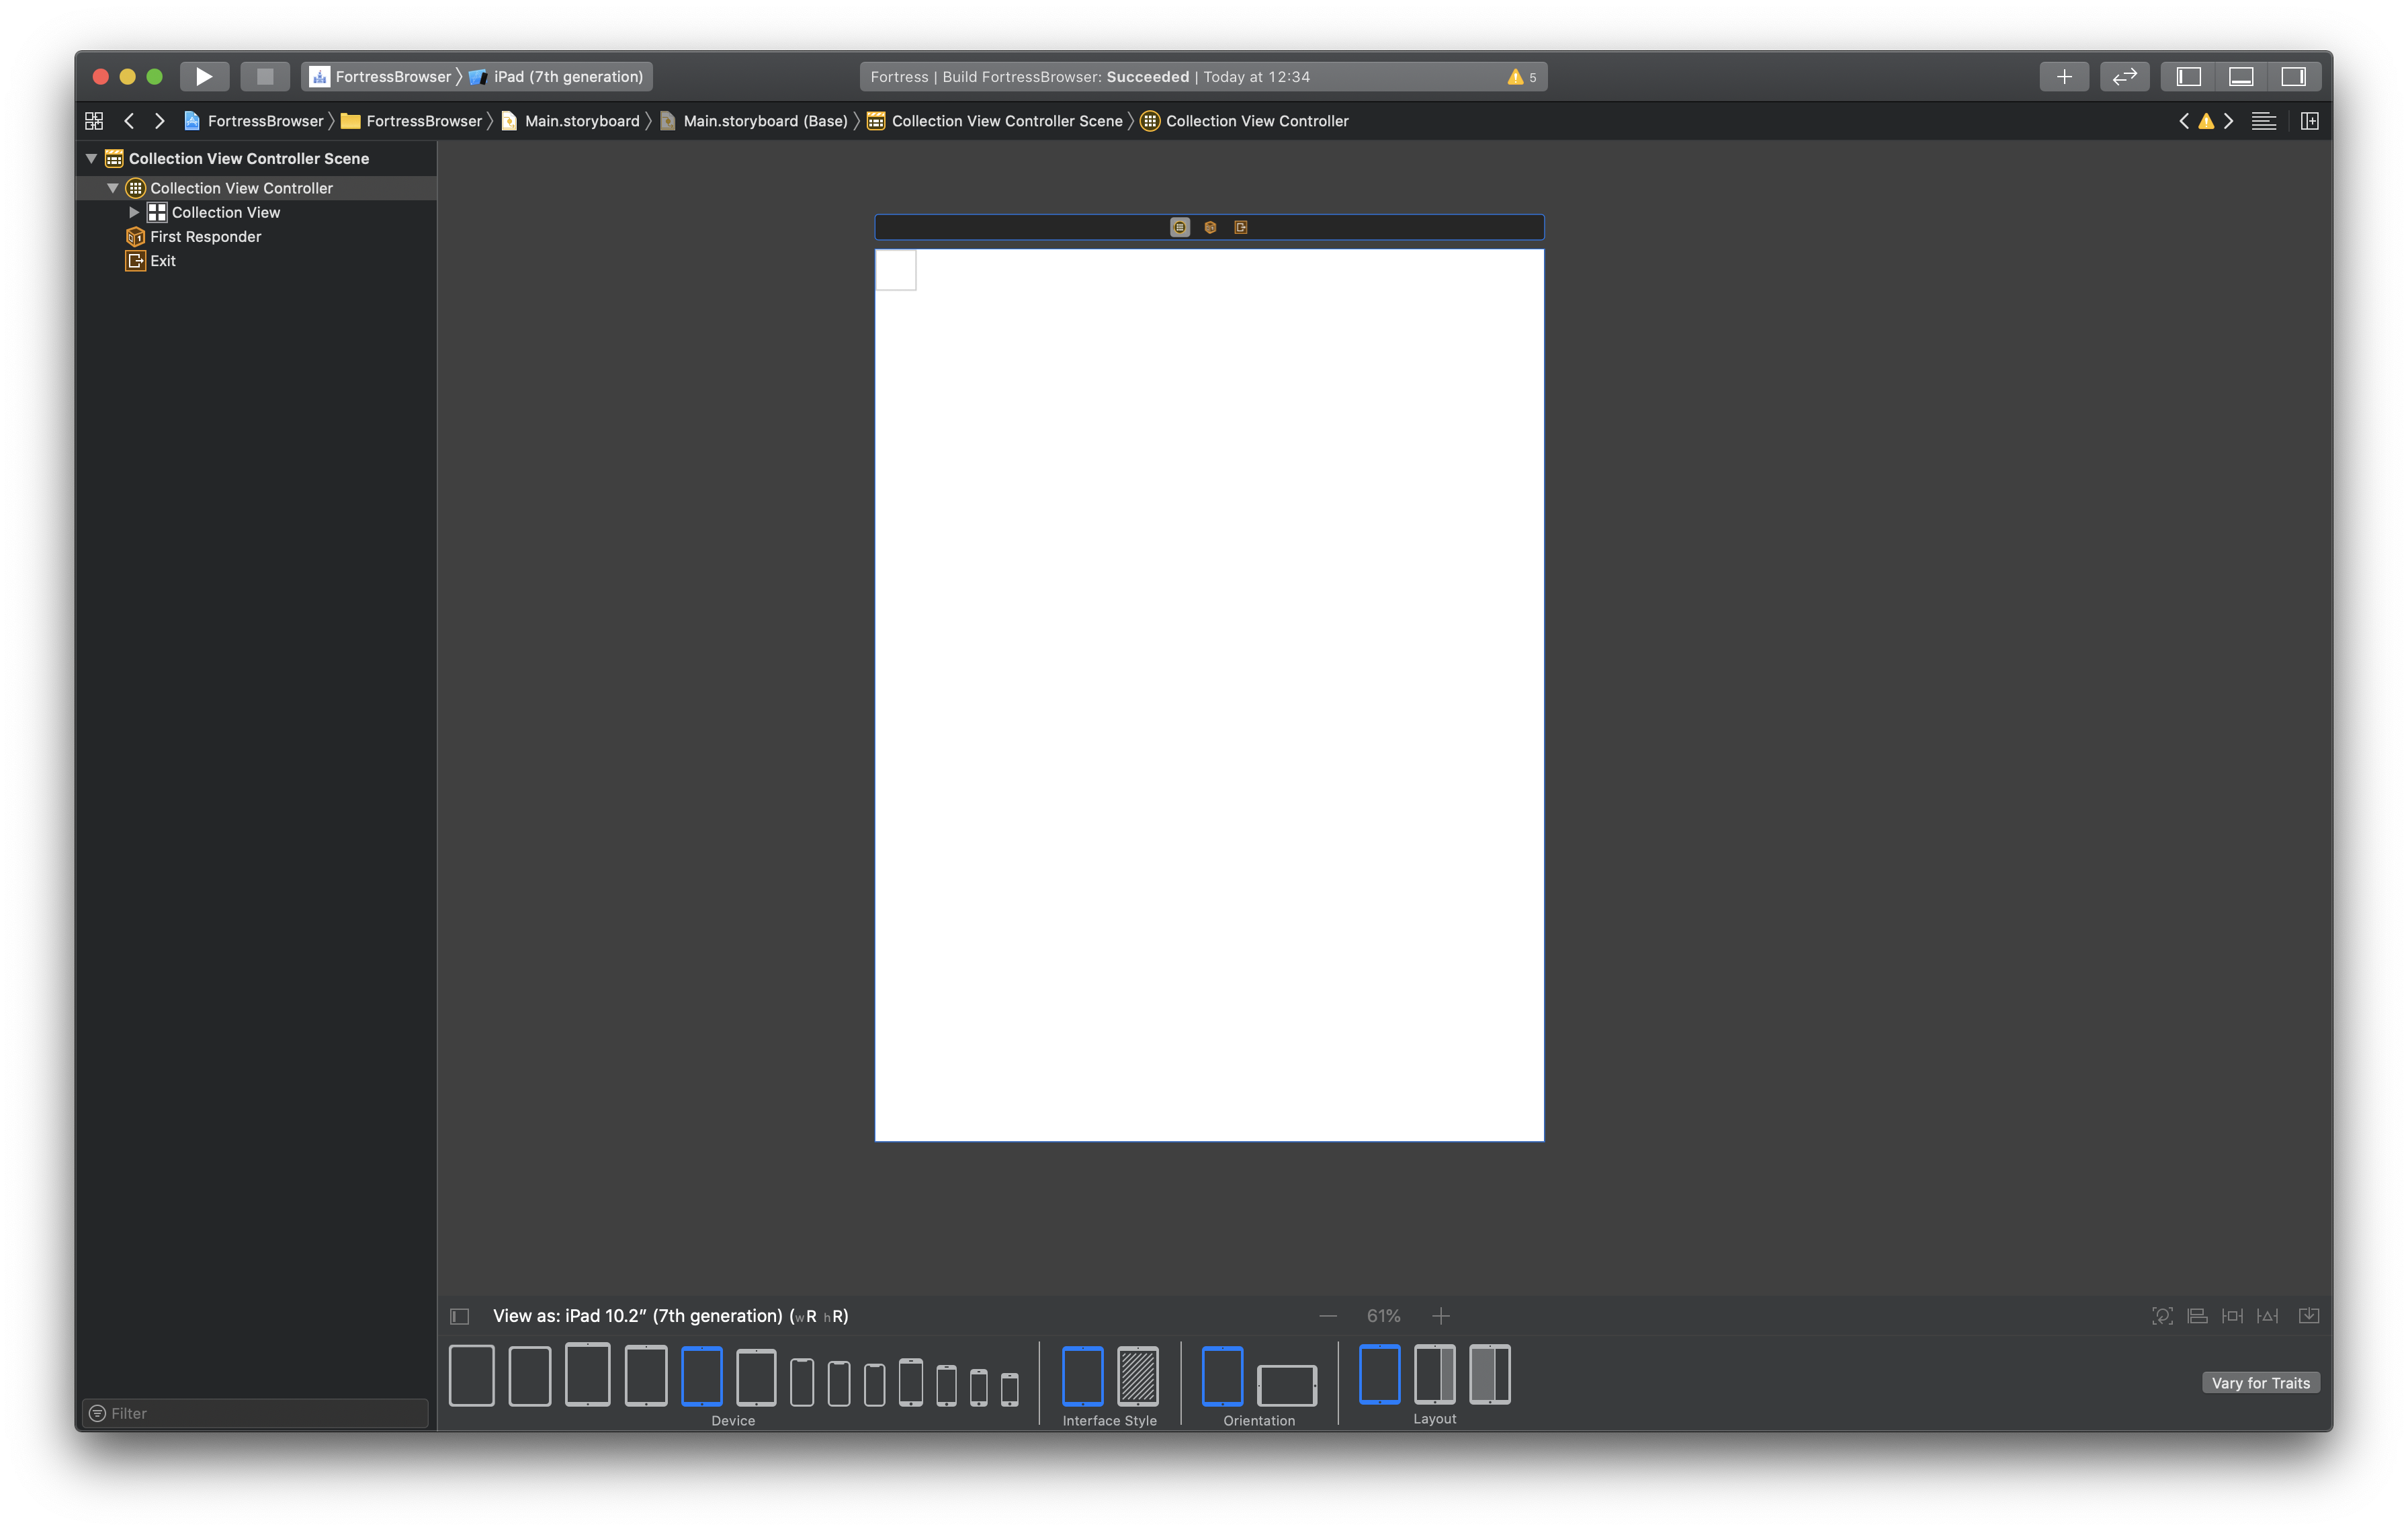 FortressBrowser
iPad (7th generation)
Fortress | Build FortressBrowser: Succeeded | Today at 12:34
5
FortressBrowser
FortressBrowser
Main.storyboard
Main.storyboard (Base)
Collection View Controller Scene
Collection View Controller
Collection View Controller Scene
Collection View Controller
Collection View
First Responder
Exit
View as: iPad 10.2″ (7th generation) (wR hR)
61%
Vary for Traits
Filter
Device
Interface Style
Orientation
Layout